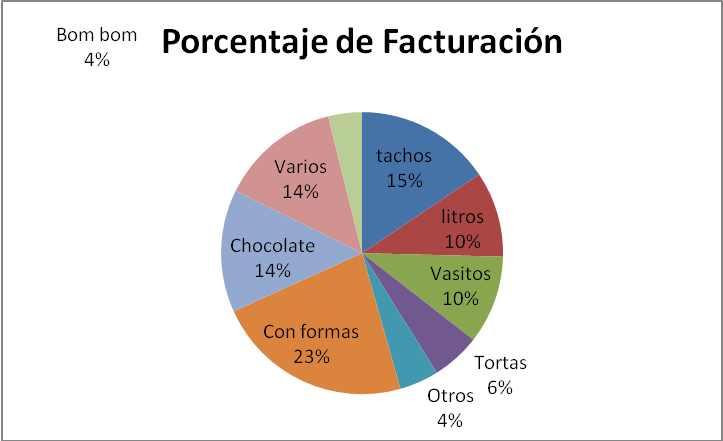 Porcentaje de Facturación
Bom bom
4%
tachos
15%
litros
10%
Vasitos
10%
Tortas
6%
Otros
4%
Con formas
23%
Chocolate
14%
Varios
14%